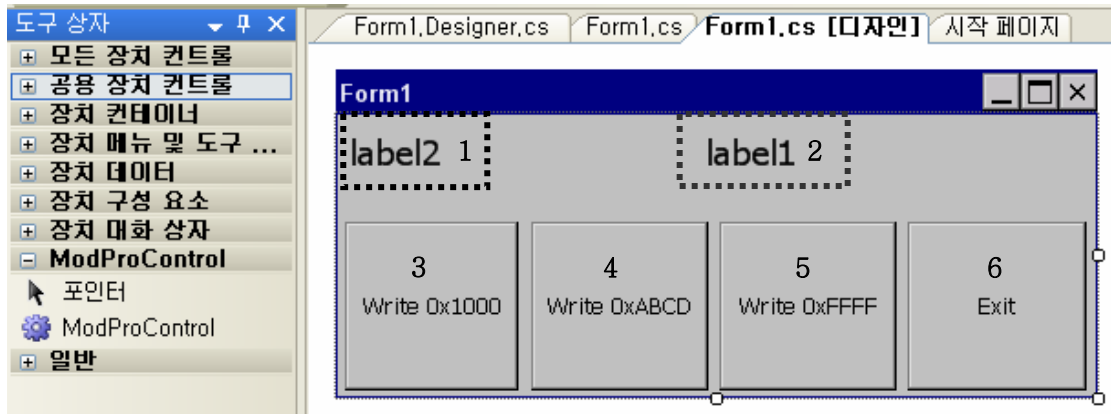 도구 상자
모든 장치 컨트롤
공용 장치 컨트롤
장치 컨테이너
장치 메뉴 및 도구 ...
장치 데이터
장치 구성 요소
장치 대화 상자
ModProControl
포인터
ModProControl
일반
Form1.Designer.cs Form1.cs Form1.cs [디자인] 시작 페이지
Form1
label2 1 label1 2
3 4 5 6
Write 0x1000 Write 0xABCD Write 0xFFFF Exit